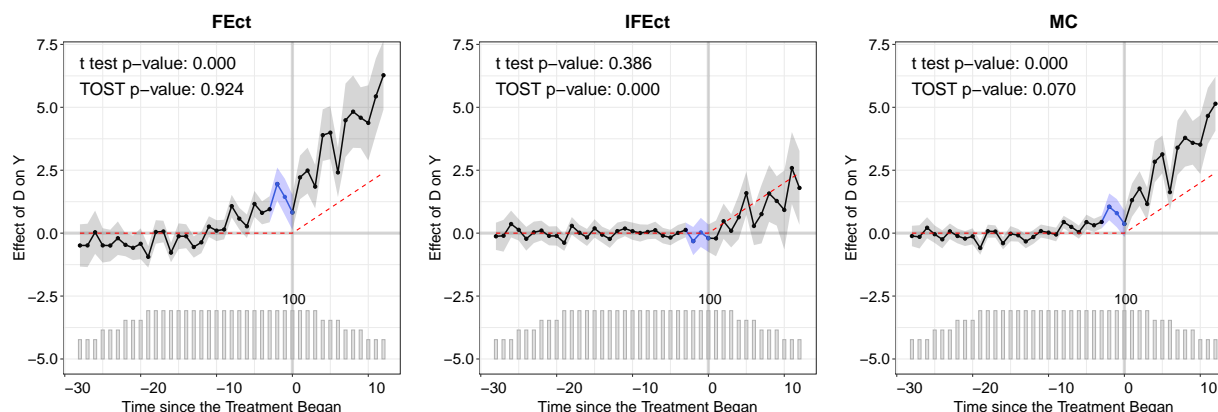 FEct
t test p−value: 0.000
TOST p−value: 0.924
Effect of D on Y
7.5
5.0
2.5
0.0
−2.5
−5.0
100
−30 −20 −10 0 10
Time since the Treatment Began
IFEct
t test p−value: 0.386
TOST p−value: 0.000
Effect of D on Y
7.5
5.0
2.5
0.0
−2.5
−5.0
100
−30 −20 −10 0 10
Time since the Treatment Began
MC
t test p−value: 0.000
TOST p−value: 0.070
Effect of D on Y
7.5
5.0
2.5
0.0
−2.5
−5.0
100
−30 −20 −10 0 10
Time since the Treatment Began